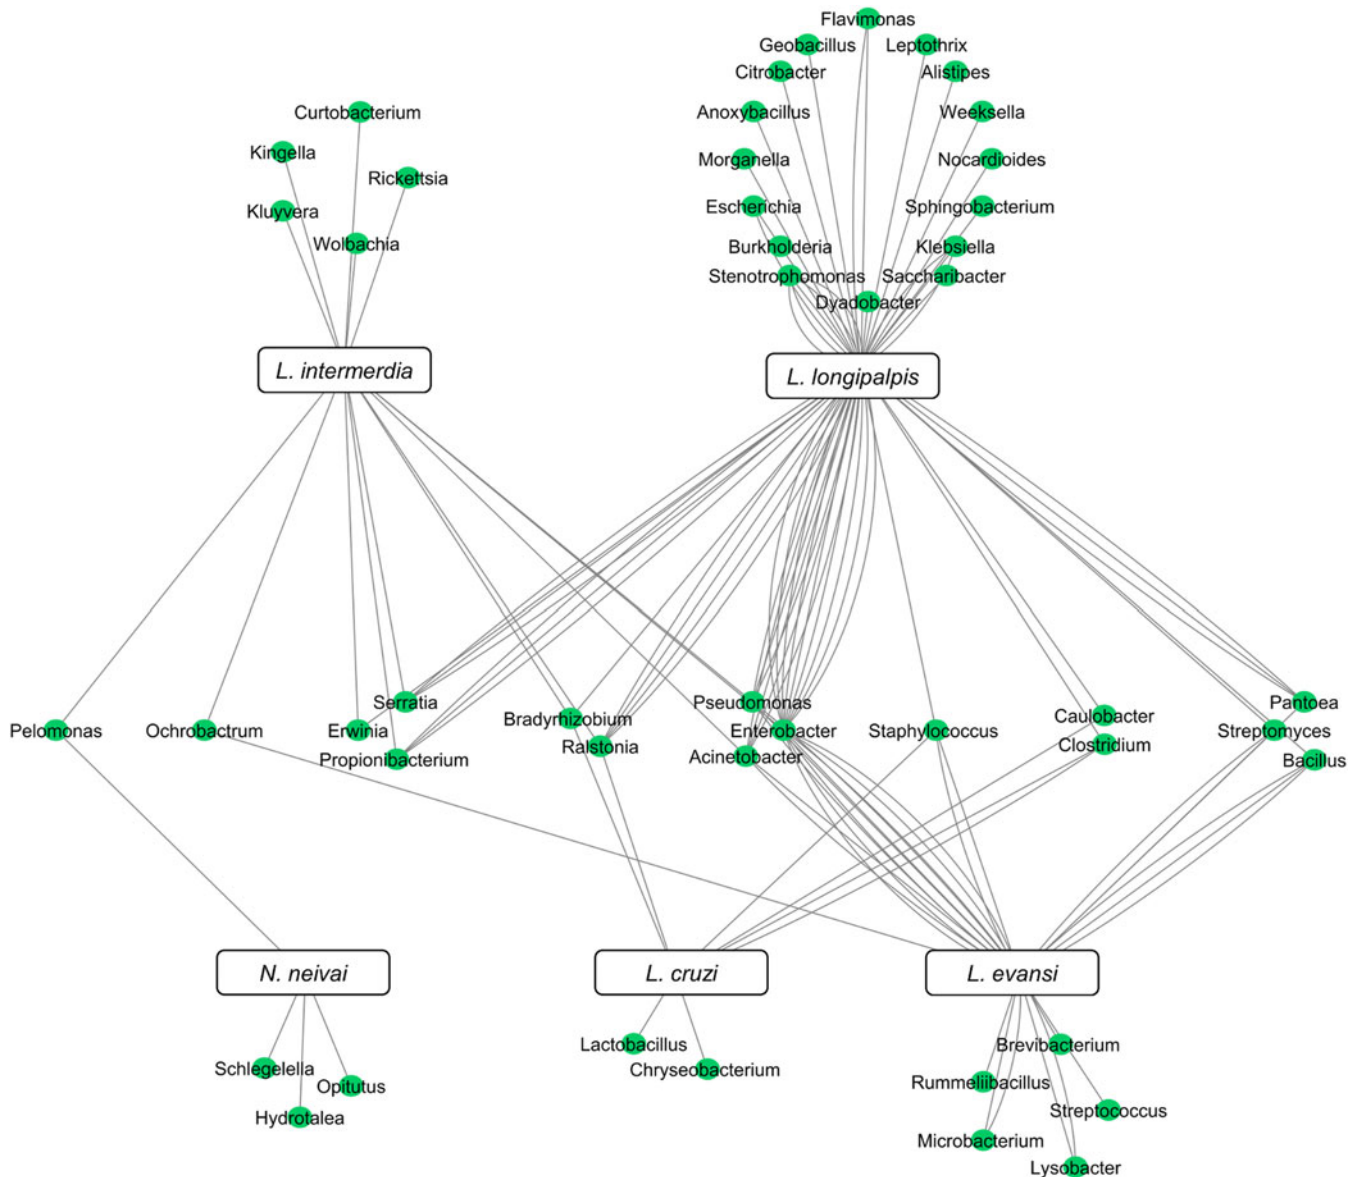 Flavimonas
Geobacillus
Leptothrix
Citrobacter
Alistipes
Curtobacterium
Anoxybacillus
Weeksella
Kingella
Morganella
Nocardioides
Rickettsia
Kluyvera
Escherichia
Sphingobacterium
Wolbachia
Burkholderia
Klebsiella
Stenotrophomonas
Saccharibacter
Dyadobacter
L. intermerdia
L. longipalpis
Serratia
Pseudomonas
Pantoea
Bradyrhizobium
Caulobacter
Pelomonas
Ochrobactrum
Erwinia
Enterobacter
Staphylococcus
Streptomyces
Ralstonia
Clostridium
Propionibacterium
Acinetobacter
Bacillus
N. neivai
L. cruzi
L. evansi
Lactobacillus
Brevibacterium
Schlegelella
Chryseobacterium
Opitutus
Rummeliibacillus
Hydrotalea
Streptococcus
Microbacterium
Lysobacter